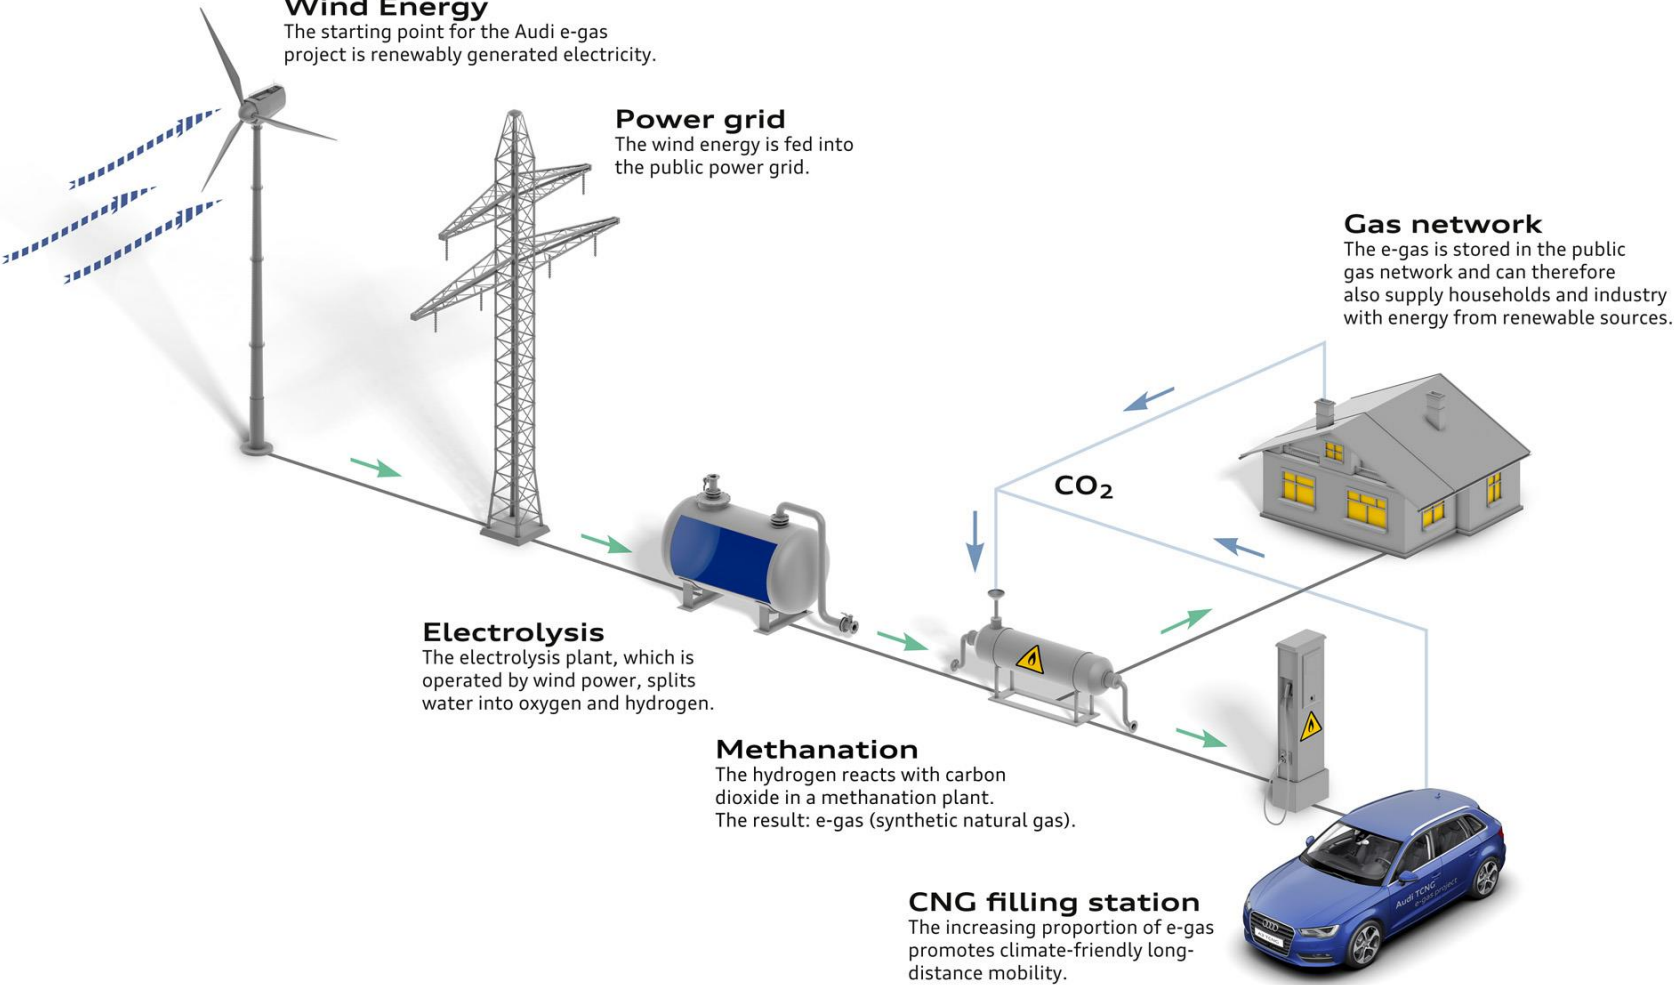 Wind Energy
The starting point for the Audi e-gas
project is renewably generated electricity.
Power grid
The wind energy is fed into
the public power grid.
Gas network
The e-gas is stored in the public
gas network and can therefore
also supply households and industry
with energy from renewable sources.
CO₂
Electrolysis
The electrolysis plant, which is
operated by wind power, splits
water into oxygen and hydrogen.
Methanation
The hydrogen reacts with carbon
dioxide in a methanation plant.
The result: e-gas (synthetic natural gas).
CNG filling station
The increasing proportion of e-gas
promotes climate-friendly long-
distance mobility.
Audi TCNG
e-gas project